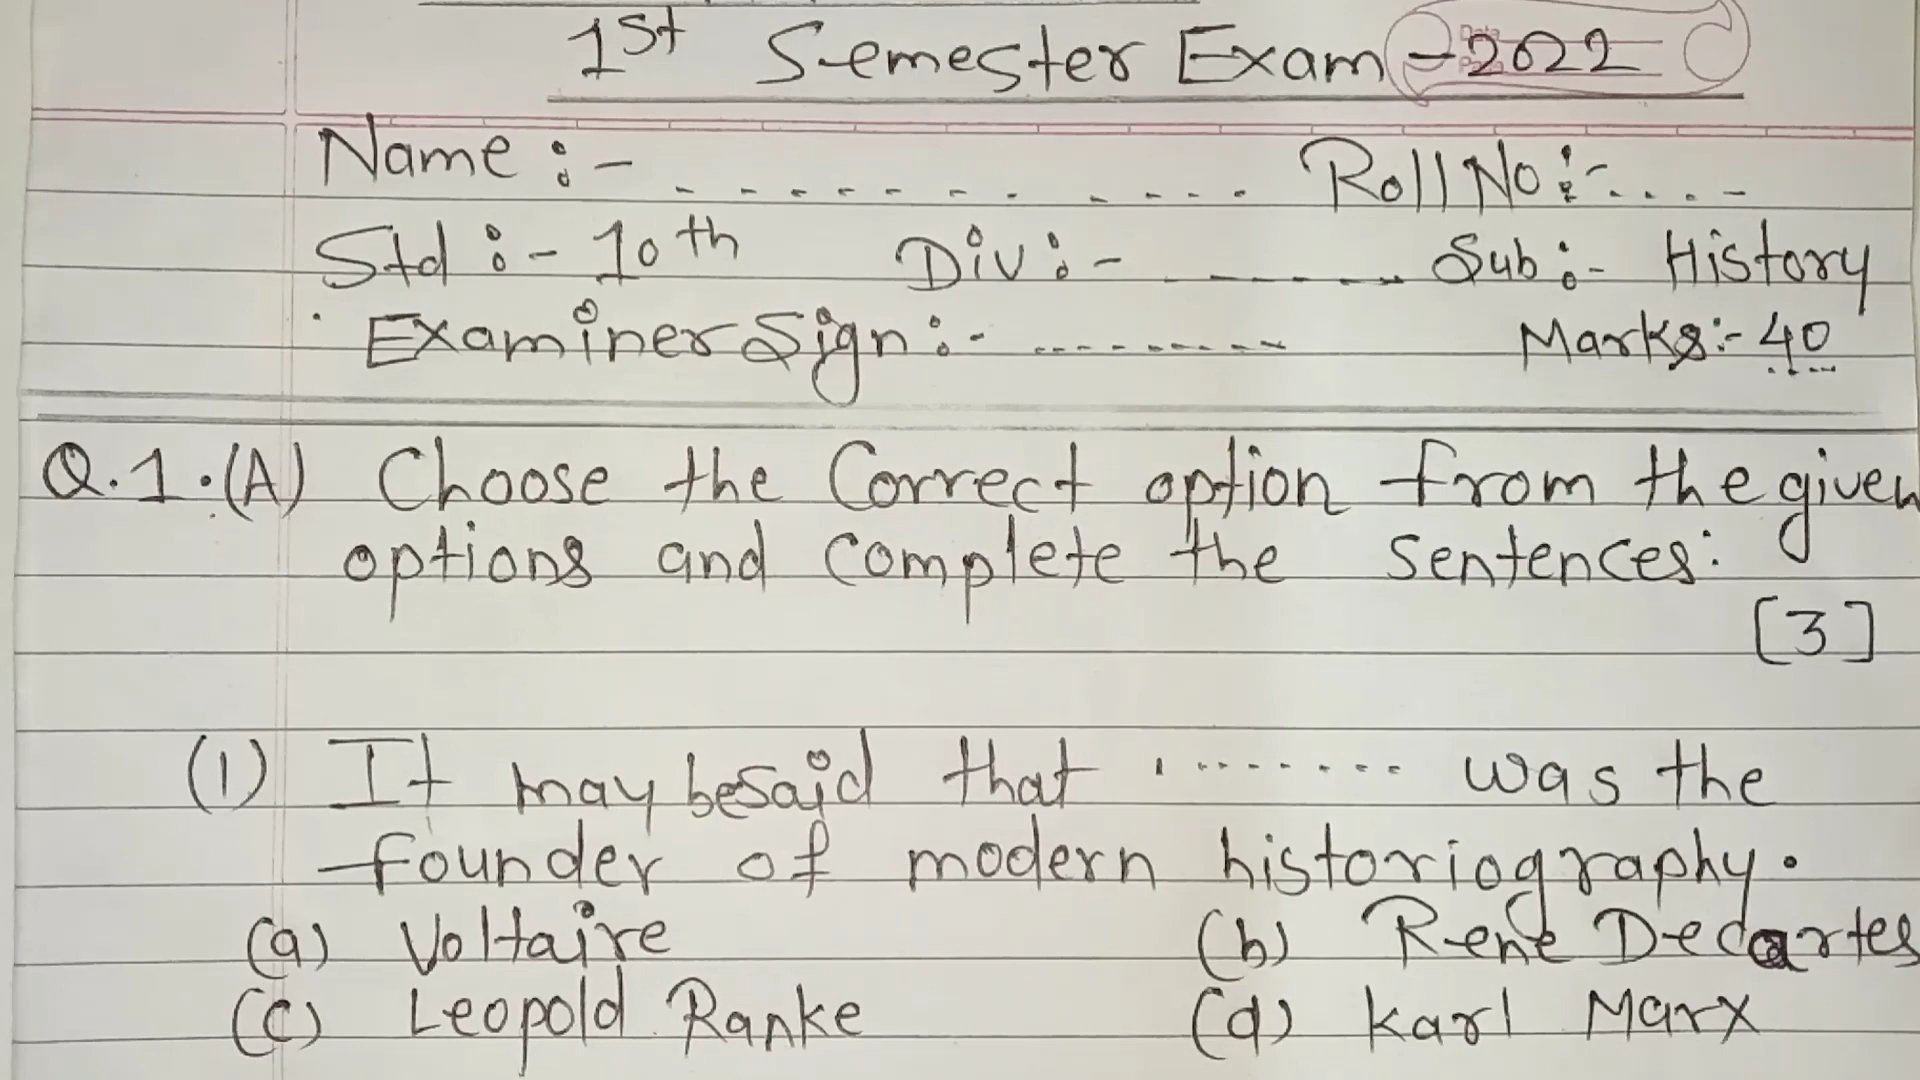 1st Semester Exam - 2022
Name :- .............. Roll No :- .....
Std :- 10th Div :- ........ Sub :- History
Examiner Sign :- .......... Marks :- 40
Q.1.(A) Choose the Correct option from the given
options and complete the sentences:
[3]
(1) It may be said that ........ was the
founder of modern historiography.
(a) Voltaire (b) Rene Decartes
(c) Leopold Ranke (d) Karl Marx